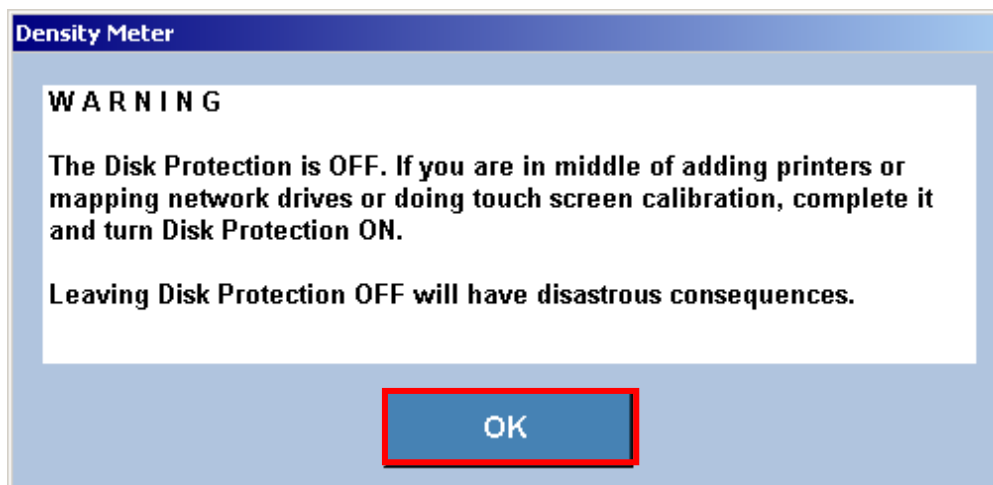 Density Meter
W A R N I N G
The Disk Protection is OFF. If you are in middle of adding printers or
mapping network drives or doing touch screen calibration, complete it
and turn Disk Protection ON.
Leaving Disk Protection OFF will have disastrous consequences.
OK